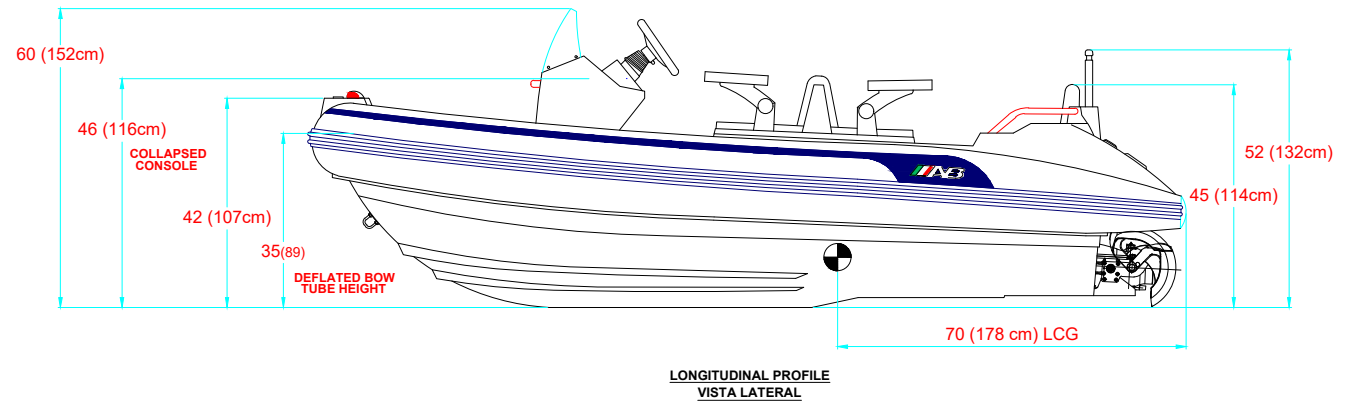 60 (152cm)
46 (116cm)
COLLAPSED
CONSOLE
42 (107cm)
35(89)
DEFLATED BOW
TUBE HEIGHT
AB
52 (132cm)
45 (114cm)
70 (178 cm) LCG
LONGITUDINAL PROFILE
VISTA LATERAL